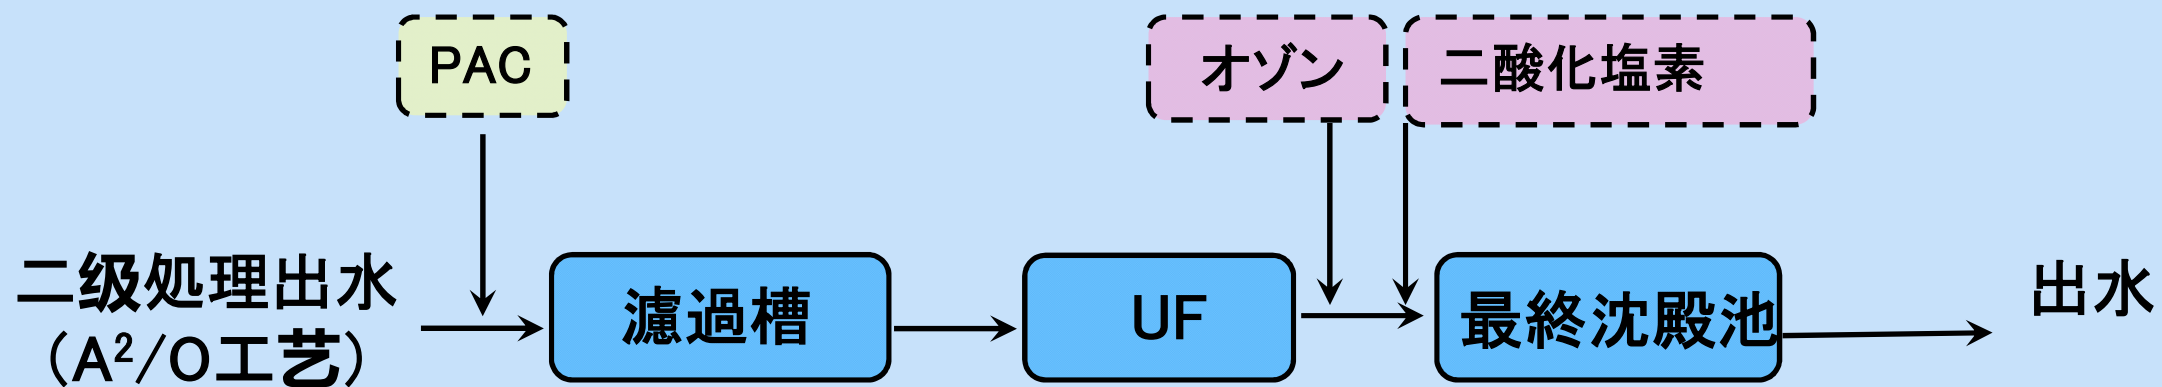 PAC
オゾン
二酸化塩素
二级処理出水
（A²/O工艺）
濾過槽
UF
最終沈殿池
出水